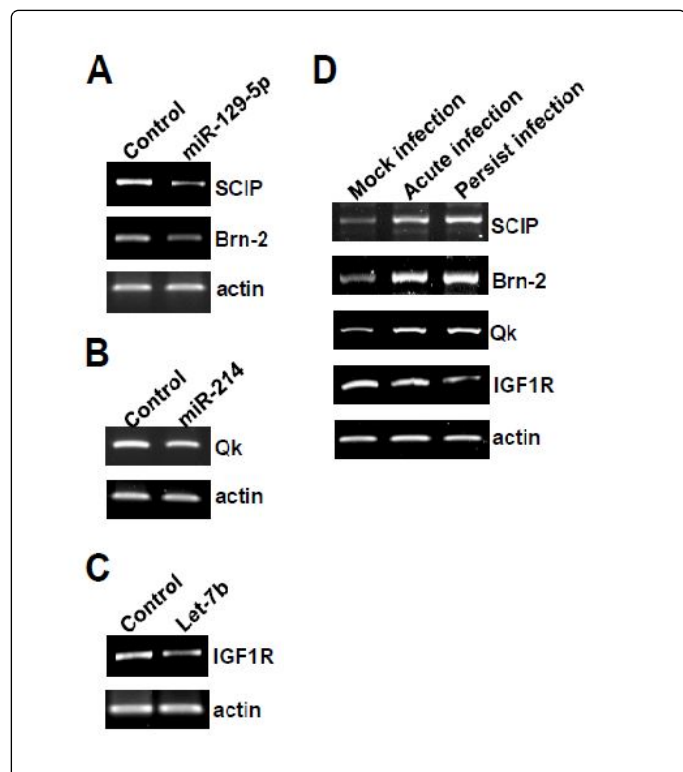 A
Control
miR-129-5p
SCIP
Brn-2
actin
B
Control
miR-214
Qk
actin
C
Control
Let-7b
IGF1R
actin
D
Mock infection
Acute infection
Persist infection
SCIP
Brn-2
Qk
IGF1R
actin